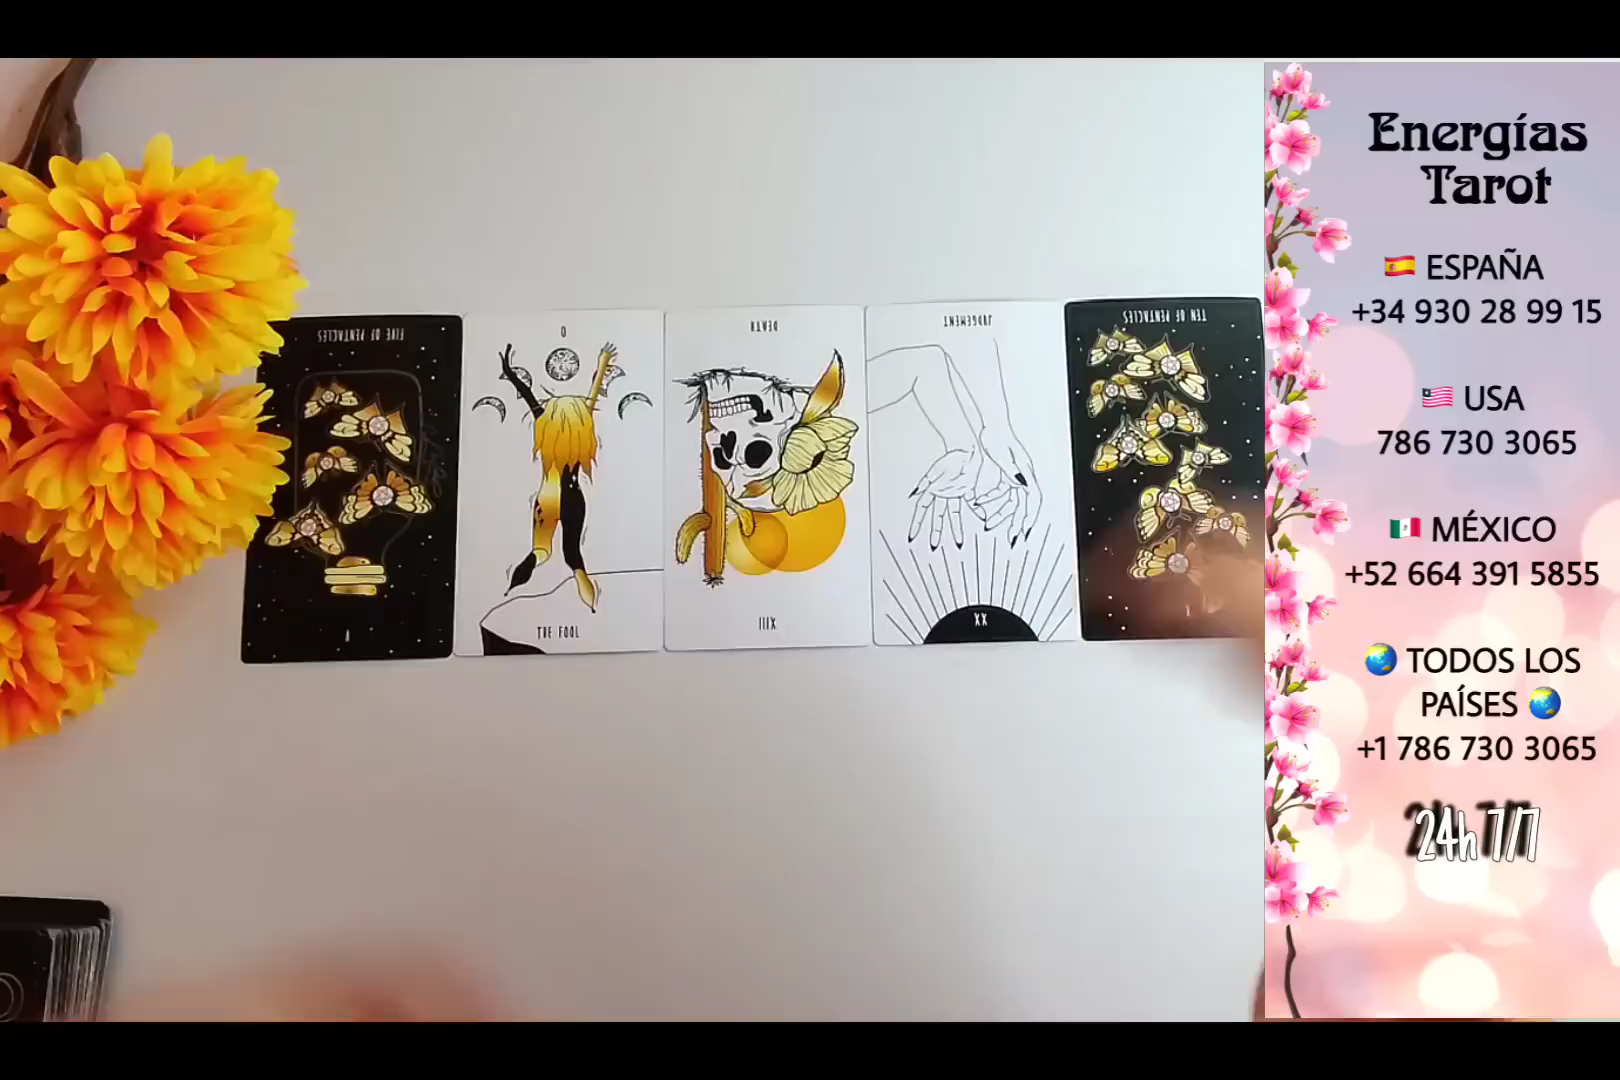 Energías
Tarot
ESPAÑA
+34 930 28 99 15
USA
786 730 3065
MÉXICO
+52 664 391 5855
TODOS LOS
PAÍSES
+1 786 730 3065
24h 7/7
FIVE OF PENTACLES
0
THE FOOL
DEATH
XIII
JUDGEMENT
XX
TEN OF PENTACLES